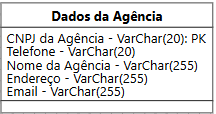 Dados da Agência
CNPJ da Agência - VarChar(20): PK
Telefone - VarChar(20)
Nome da Agência - VarChar(255)
Endereço - VarChar(255)
Email - VarChar(255)